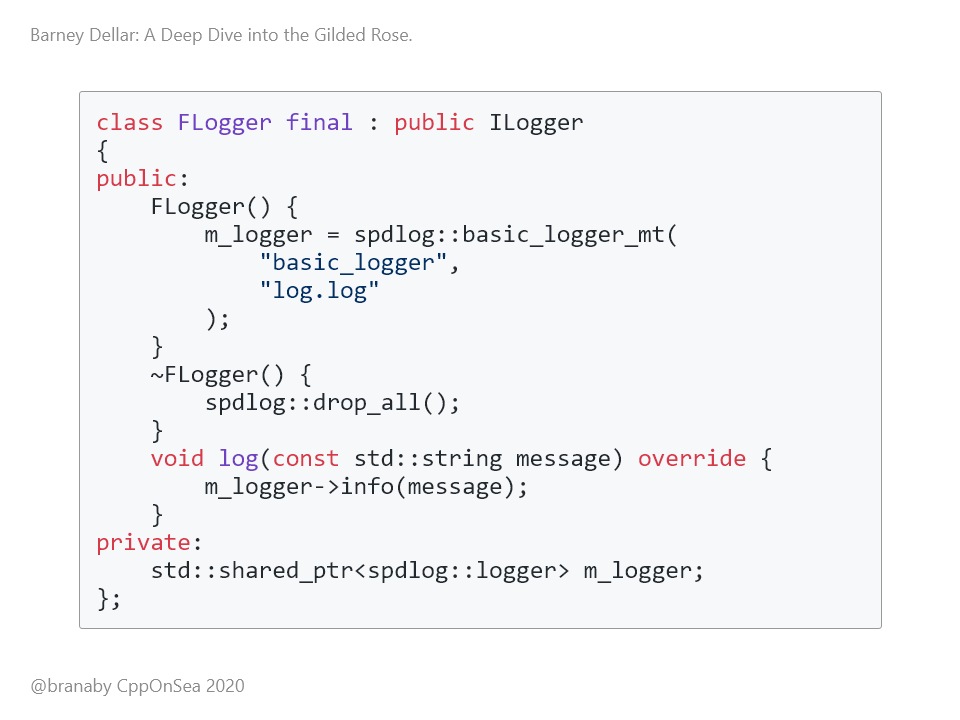 Barney Dellar: A Deep Dive into the Gilded Rose.
class FLogger final : public ILogger
{
public:
    FLogger() {
        m_logger = spdlog::basic_logger_mt(
            "basic_logger",
            "log.log"
        );
    }
    ~FLogger() {
        spdlog::drop_all();
    }
    void log(const std::string message) override {
        m_logger->info(message);
    }
private:
    std::shared_ptr<spdlog::logger> m_logger;
};
@branaby CppOnSea 2020